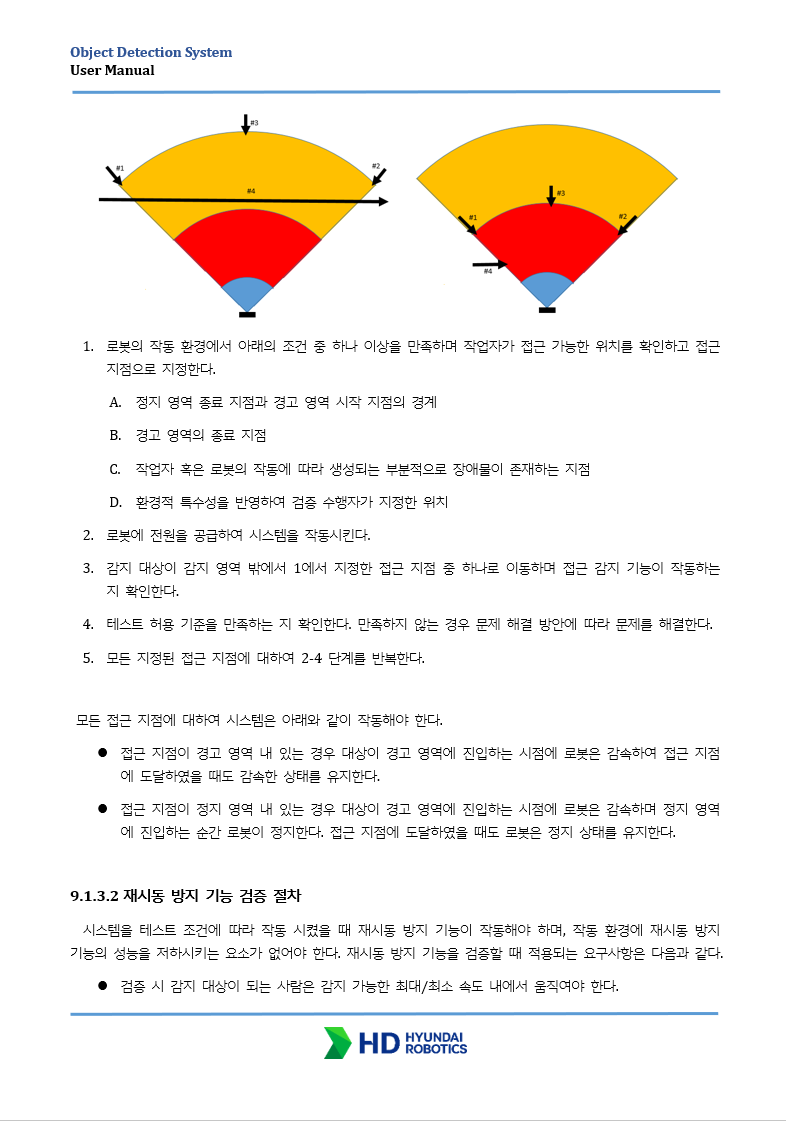 Object Detection System
User Manual
#3
#1
#2
#4
#3
#1
#2
#4
1. 로봇의 작동 환경에서 아래의 조건 중 하나 이상을 만족하며 작업자가 접근 가능한 위치를 확인하고 접근
지점으로 지정한다.
A. 정지 영역 종료 지점과 경고 영역 시작 지점의 경계
B. 경고 영역의 종료 지점
C. 작업자 혹은 로봇의 작동에 따라 생성되는 부분적으로 장애물이 존재하는 지점
D. 환경적 특수성을 반영하여 검증 수행자가 지정한 위치
2. 로봇에 전원을 공급하여 시스템을 작동시킨다.
3. 감지 대상이 감지 영역 밖에서 1에서 지정한 접근 지점 중 하나로 이동하며 접근 감지 기능이 작동하는
지 확인한다.
4. 테스트 허용 기준을 만족하는 지 확인한다. 만족하지 않는 경우 문제 해결 방안에 따라 문제를 해결한다.
5. 모든 지정된 접근 지점에 대하여 2-4 단계를 반복한다.
모든 접근 지점에 대하여 시스템은 아래와 같이 작동해야 한다.
● 접근 지점이 경고 영역 내 있는 경우 대상이 경고 영역에 진입하는 시점에 로봇은 감속하여 접근 지점
에 도달하였을 때도 감속한 상태를 유지한다.
● 접근 지점이 정지 영역 내 있는 경우 대상이 경고 영역에 진입하는 시점에 로봇은 감속하며 정지 영역
에 진입하는 순간 로봇이 정지한다. 접근 지점에 도달하였을 때도 로봇은 정지 상태를 유지한다.
9.1.3.2 재시동 방지 기능 검증 절차
시스템을 테스트 조건에 따라 작동 시켰을 때 재시동 방지 기능이 작동해야 하며, 작동 환경에 재시동 방지
기능의 성능을 저하시키는 요소가 없어야 한다. 재시동 방지 기능을 검증할 때 적용되는 요구사항은 다음과 같다.
● 검증 시 감지 대상이 되는 사람은 감지 가능한 최대/최소 속도 내에서 움직여야 한다.
HD HYUNDAI
ROBOTICS